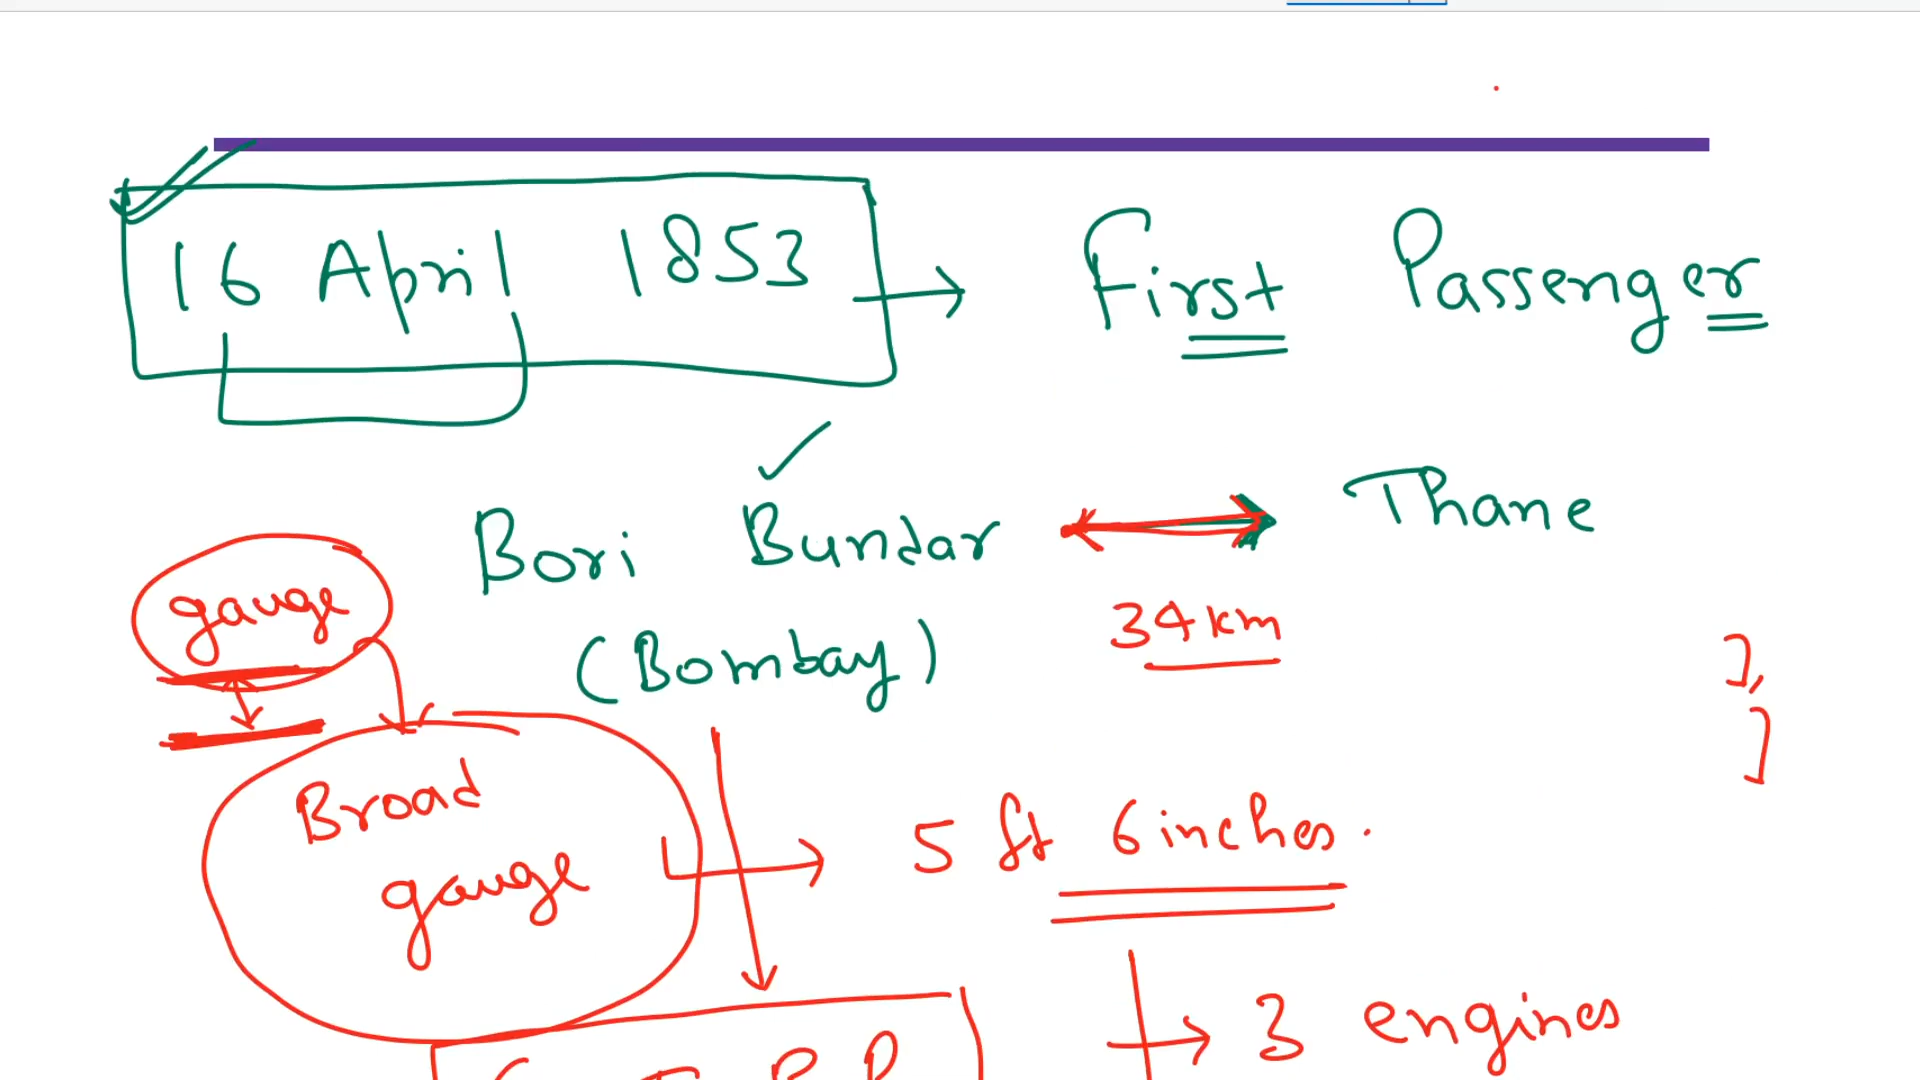 16 April 1853 → First Passenger
Bori Bundar ↔ Thane
gauge
(Bombay) 34 km
Broad gauge → 5 ft 6 inches.
→ 3 engines